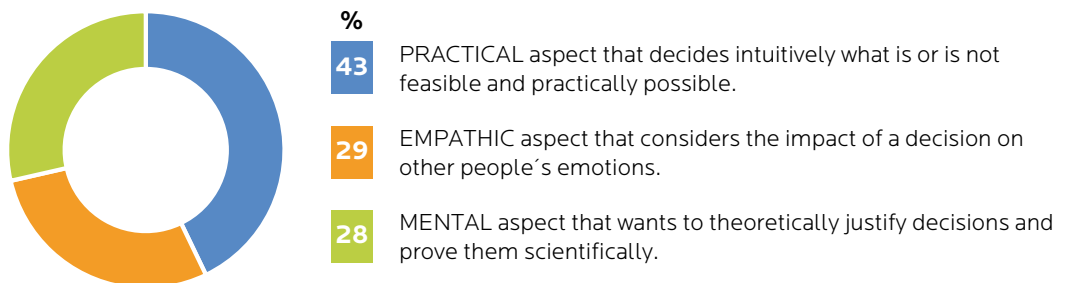 %
43 PRACTICAL aspect that decides intuitively what is or is not
feasible and practically possible.
29 EMPATHIC aspect that considers the impact of a decision on
other people´s emotions.
28 MENTAL aspect that wants to theoretically justify decisions and
prove them scientifically.